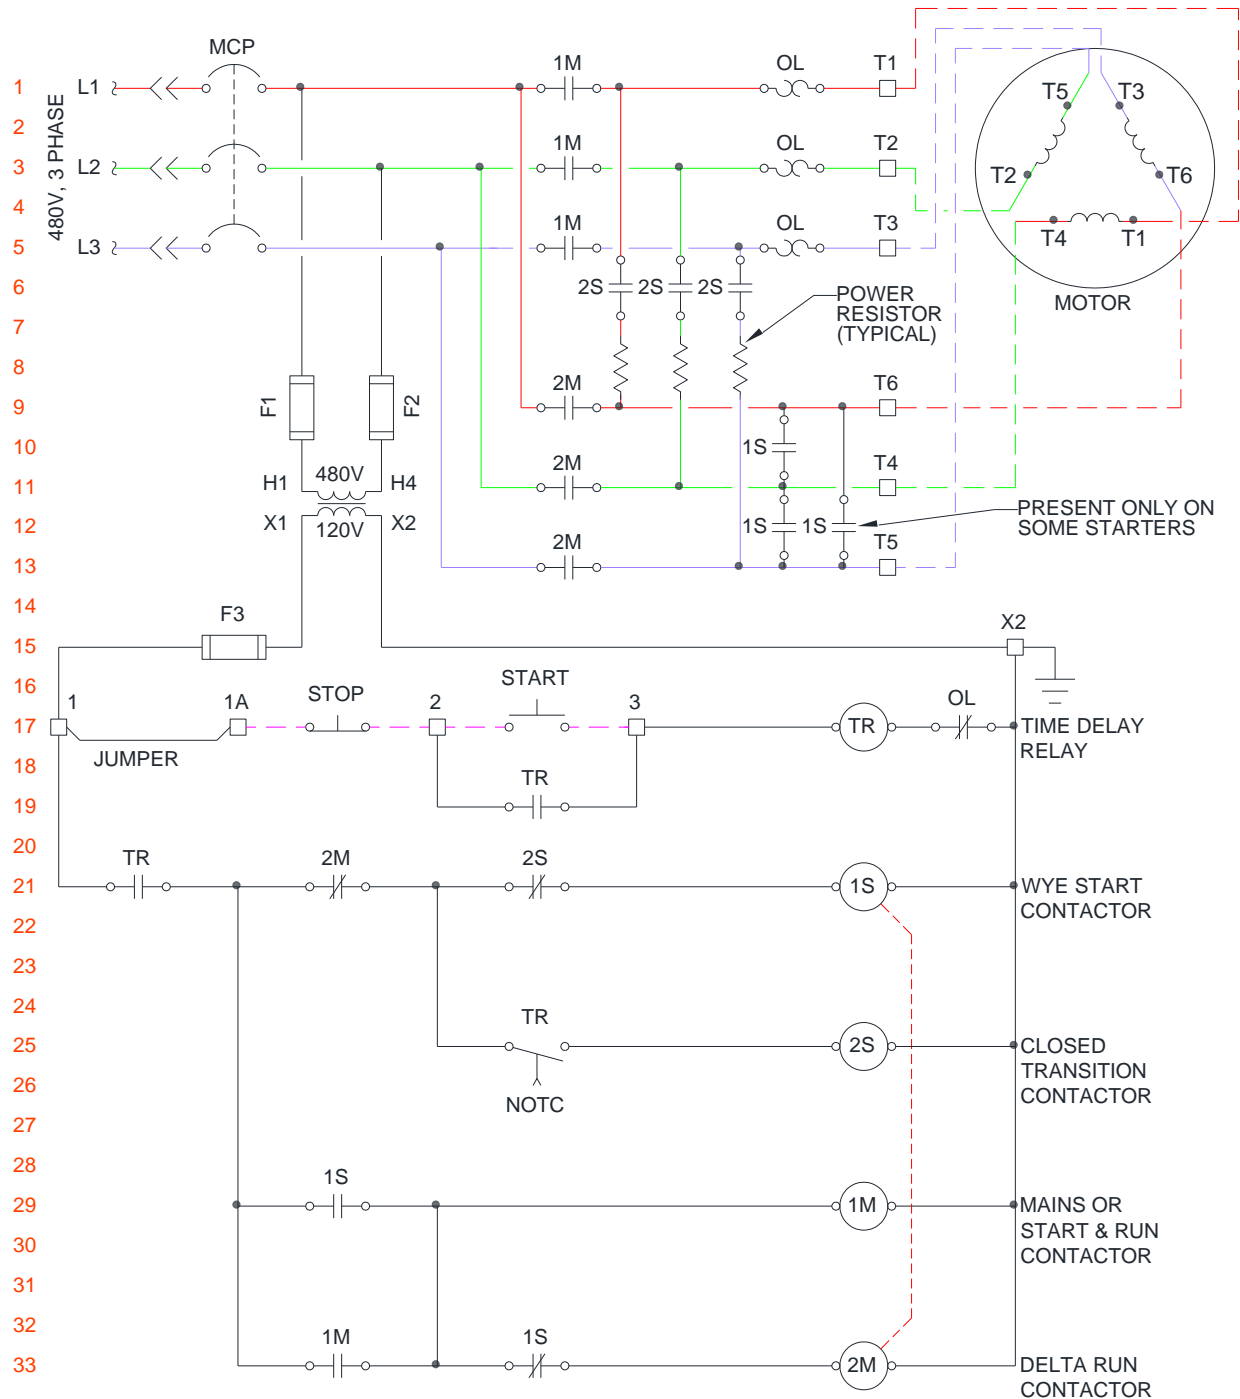 MCP
1M
OL
T1
1
L1
480V, 3 PHASE
T5
T3
2
1M
OL
T2
3
L2
T2
T6
4
1M
OL
T3
5
L3
T4
T1
6
2S
2S
2S
POWER
RESISTOR
(TYPICAL)
MOTOR
7
8
2M
T6
9
F1
F2
10
1S
2M
T4
11
H1
480V
H4
12
X1
120V
X2
1S
1S
PRESENT ONLY ON
SOME STARTERS
2M
T5
13
14
F3
X2
15
16
1
1A
STOP
2
START
3
OL
17
TR
TIME DELAY
RELAY
JUMPER
18
TR
19
20
TR
2M
2S
21
1S
WYE START
CONTACTOR
22
23
24
TR
25
2S
CLOSED
TRANSITION
CONTACTOR
26
NOTC
27
28
1S
29
1M
MAINS OR
START & RUN
CONTACTOR
30
31
32
1M
1S
33
2M
DELTA RUN
CONTACTOR